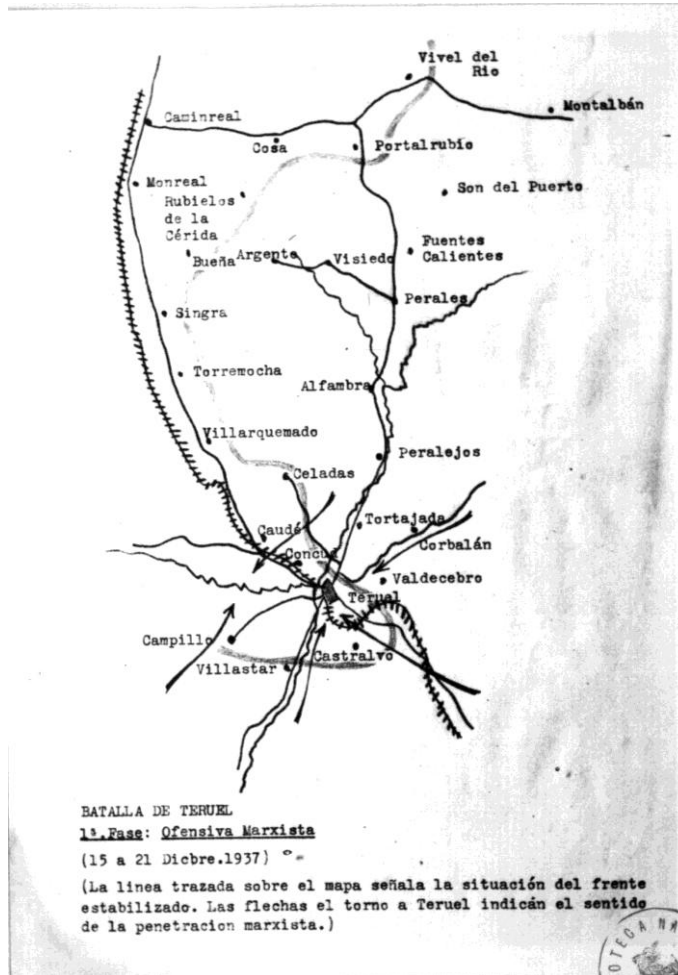 Vivel del
Rio
Montalbán
Caminreal
Cosa
Portalrubio
Monreal
Son del Puerto
Rubielos
de la
Cérida
Fuentes
Calientes
Bueña
Argente
Visiedo
Perales
Singra
Torremocha
Alfambra
Villarquemado
Peralejos
Celadas
Tortajada
Caudé
Corbalán
Concud
Valdecebro
Teruel
Campillo
Castralvo
Villastar
BATALLA DE TERUEL
1ª.Fase: Ofensiva Marxista
(15 a 21 Dicbre.1937)
(La linea trazada sobre el mapa señala la situación del frente
estabilizado. Las flechas el torno a Teruel indicán el sentido
de la penetracion marxista.)